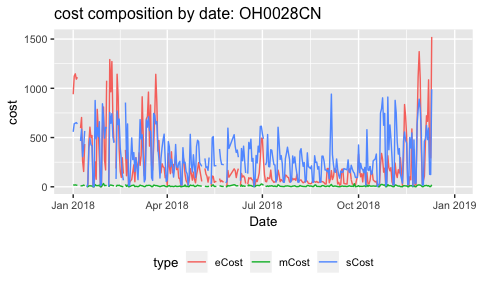 cost composition by date: OH0028CN
1500
1000
500
0
cost
Jan 2018 Apr 2018 Jul 2018 Oct 2018 Jan 2019
Date
type eCost mCost sCost